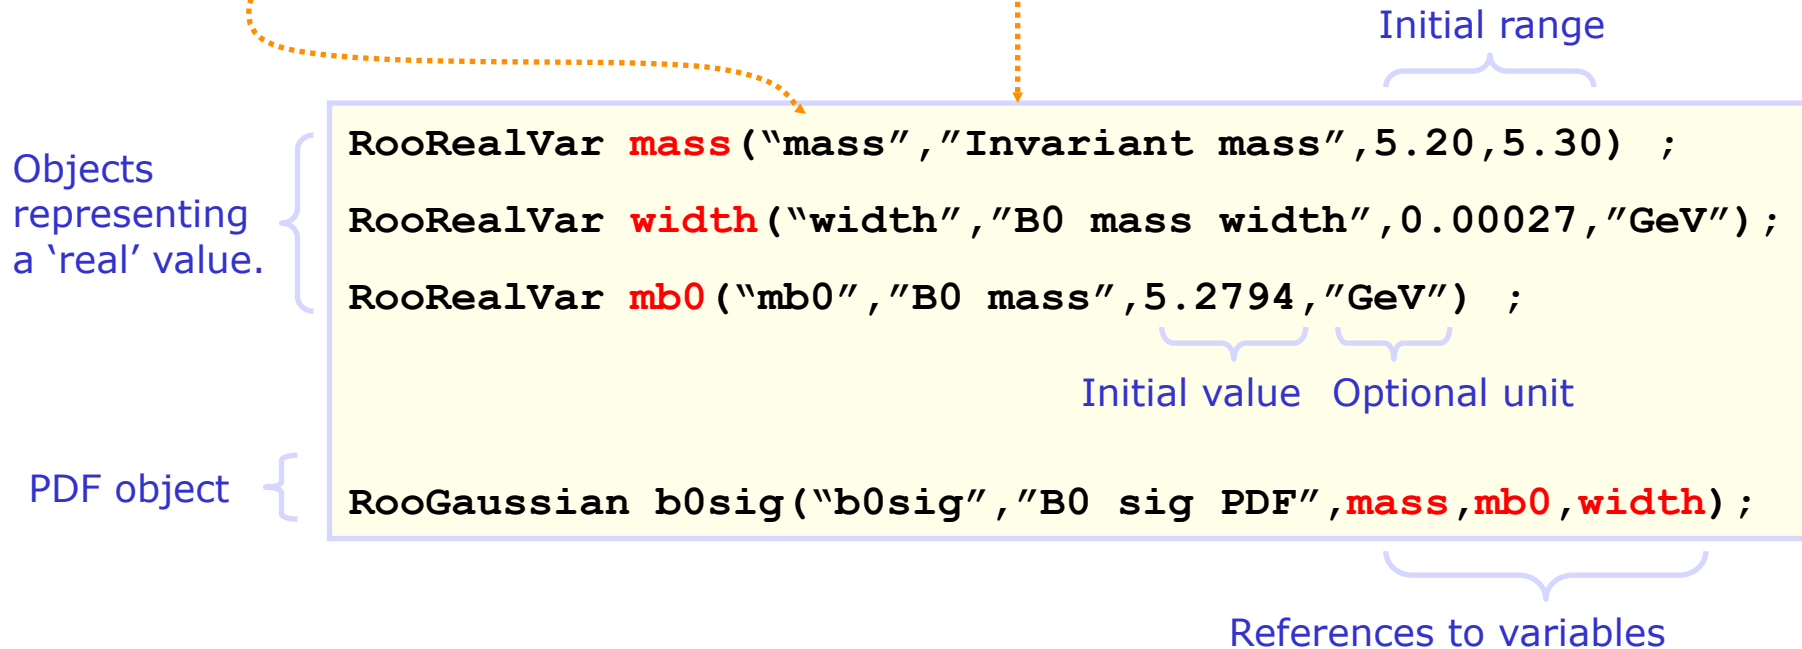 Initial range
Objects
representing
a ‘real’ value.
RooRealVar mass(“mass”,”Invariant mass”,5.20,5.30) ;
RooRealVar width(“width”,”B0 mass width”,0.00027,”GeV”);
RooRealVar mb0(“mb0”,”B0 mass”,5.2794,”GeV”) ;
Initial value Optional unit
PDF object
RooGaussian b0sig(“b0sig”,”B0 sig PDF”,mass,mb0,width);
References to variables